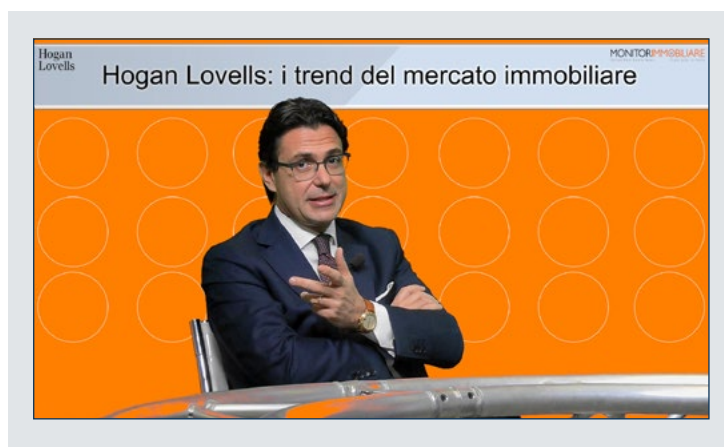 Hogan
Lovells
MONITORIMMOBILIARE
Hogan Lovells: i trend del mercato immobiliare